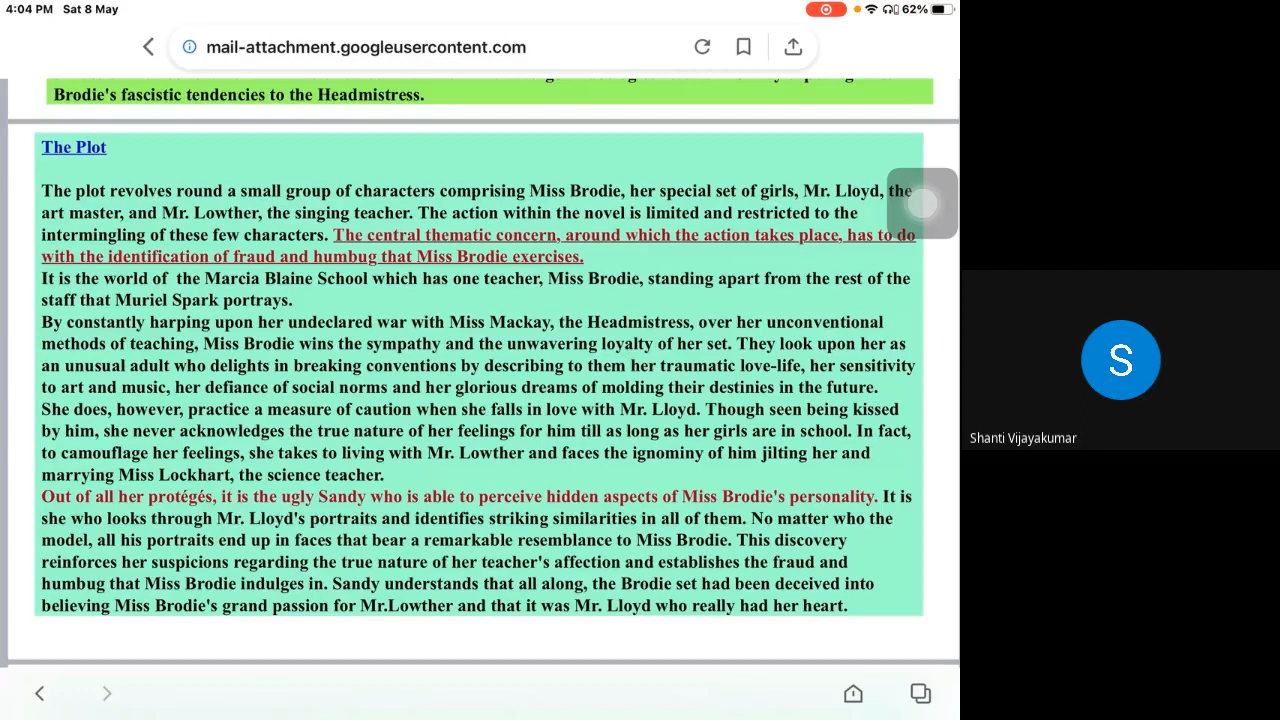 4:04 PM Sat 8 May
62%
mail-attachment.googleusercontent.com
Brodie's fascistic tendencies to the Headmistress.
The Plot
The plot revolves round a small group of characters comprising Miss Brodie, her special set of girls, Mr. Lloyd, the
art master, and Mr. Lowther, the singing teacher. The action within the novel is limited and restricted to the
intermingling of these few characters. The central thematic concern, around which the action takes place, has to do
with the identification of fraud and humbug that Miss Brodie exercises.
It is the world of the Marcia Blaine School which has one teacher, Miss Brodie, standing apart from the rest of the
staff that Muriel Spark portrays.
By constantly harping upon her undeclared war with Miss Mackay, the Headmistress, over her unconventional
methods of teaching, Miss Brodie wins the sympathy and the unwavering loyalty of her set. They look upon her as
an unusual adult who delights in breaking conventions by describing to them her traumatic love-life, her sensitivity
to art and music, her defiance of social norms and her glorious dreams of molding their destinies in the future.
She does, however, practice a measure of caution when she falls in love with Mr. Lloyd. Though seen being kissed
by him, she never acknowledges the true nature of her feelings for him till as long as her girls are in school. In fact,
to camouflage her feelings, she takes to living with Mr. Lowther and faces the ignominy of him jilting her and
marrying Miss Lockhart, the science teacher.
Out of all her protégés, it is the ugly Sandy who is able to perceive hidden aspects of Miss Brodie's personality. It is
she who looks through Mr. Lloyd's portraits and identifies striking similarities in all of them. No matter who the
model, all his portraits end up in faces that bear a remarkable resemblance to Miss Brodie. This discovery
reinforces her suspicions regarding the true nature of her teacher's affection and establishes the fraud and
humbug that Miss Brodie indulges in. Sandy understands that all along, the Brodie set had been deceived into
believing Miss Brodie's grand passion for Mr.Lowther and that it was Mr. Lloyd who really had her heart.
S
Shanti Vijayakumar